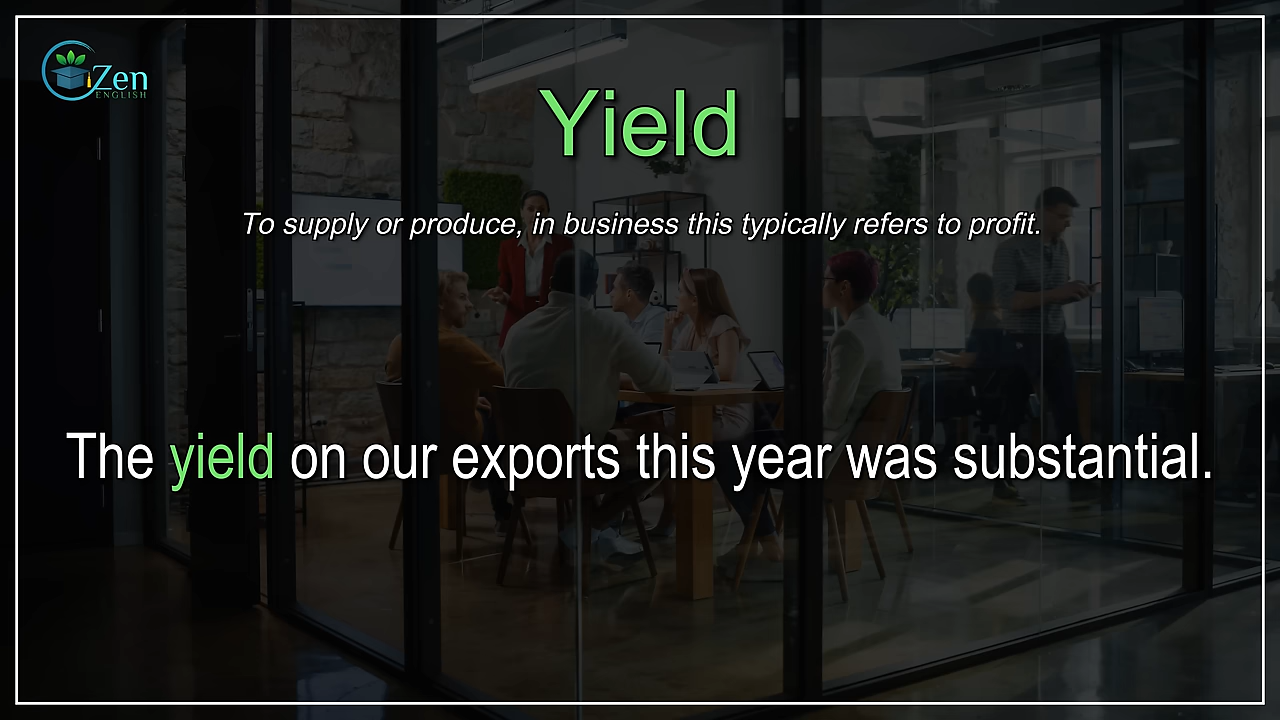 Zen
ENGLISH
Yield
To supply or produce, in business this typically refers to profit.
The yield on our exports this year was substantial.